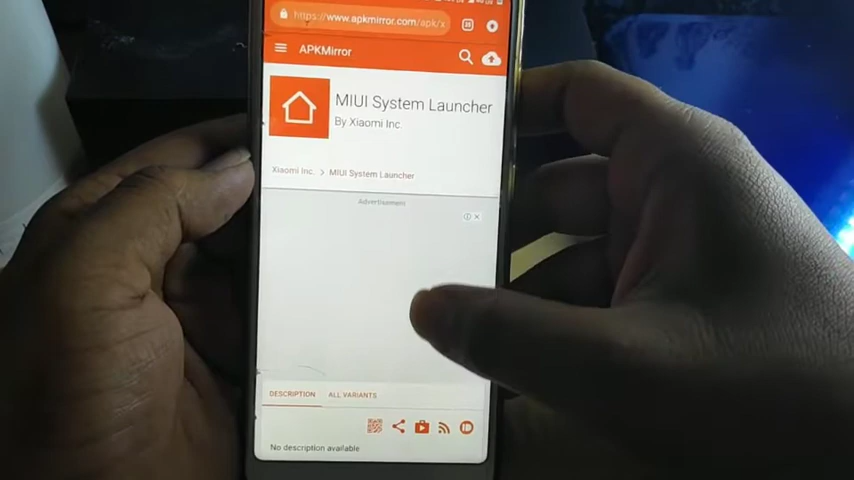 https://www.apkmirror.com/apk/x
APKMirror
MIUI System Launcher
By Xiaomi Inc.
Xiaomi Inc. > MIUI System Launcher
Advertisement
DESCRIPTION ALL VARIANTS
No description available